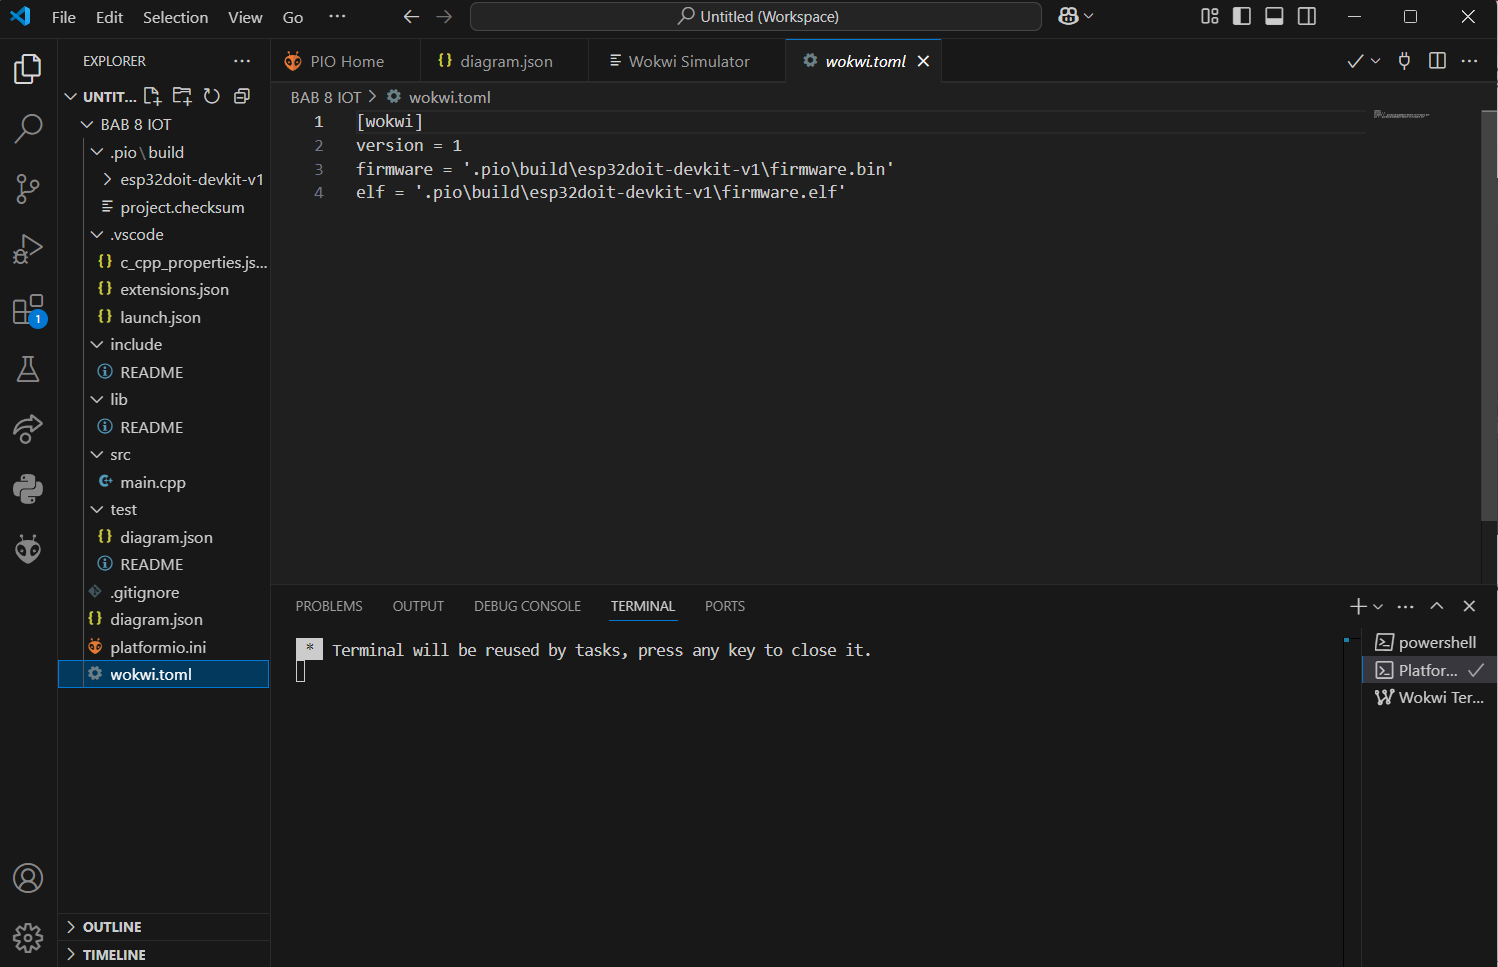 File Edit Selection View Go ··· Untitled (Workspace)
EXPLORER ···
UNTIT...
BAB 8 IOT
.pio\build
esp32doit-devkit-v1
project.checksum
.vscode
c_cpp_properties.js...
extensions.json
launch.json
include
README
lib
README
src
main.cpp
test
diagram.json
README
.gitignore
diagram.json
platformio.ini
wokwi.toml
OUTLINE
TIMELINE
1
PIO Home diagram.json Wokwi Simulator wokwi.toml
BAB 8 IOT > wokwi.toml
1 [wokwi]
2 version = 1
3 firmware = '.pio\build\esp32doit-devkit-v1\firmware.bin'
4 elf = '.pio\build\esp32doit-devkit-v1\firmware.elf'
PROBLEMS OUTPUT DEBUG CONSOLE TERMINAL PORTS
* Terminal will be reused by tasks, press any key to close it.
powershell
Platfor...
Wokwi Ter...